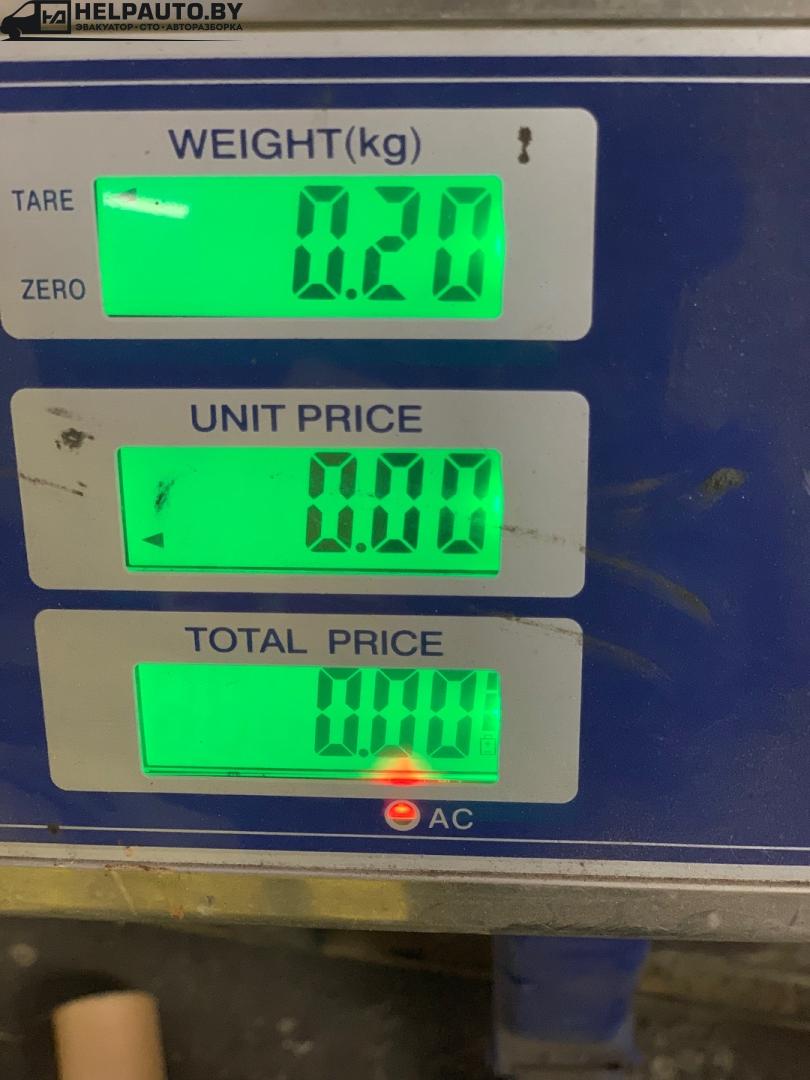 HELPAUTO.BY
ЭВАКУАТОР•СТО•АВТОРАЗБОРКА
WEIGHT(kg)
TARE
0.20
ZERO
UNIT PRICE
0.00
TOTAL PRICE
0.00
AC